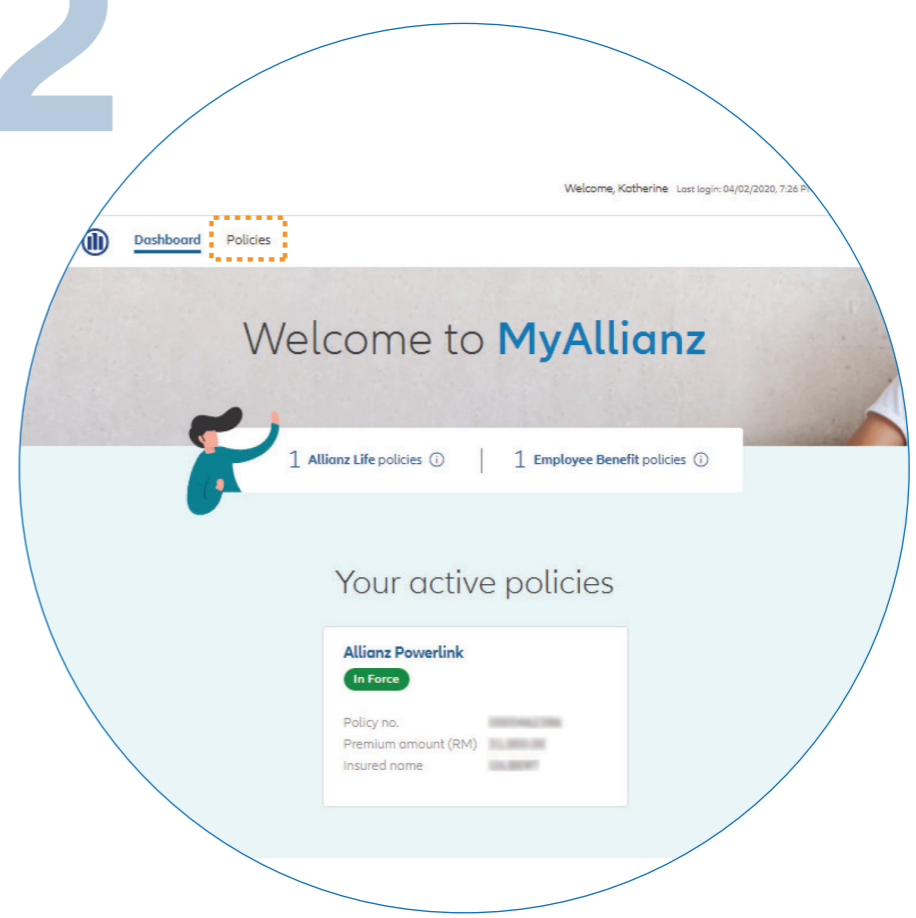 2
Welcome, Katherine Last login: 04/02/2020, 7:26 P
Dashboard Policies
Welcome to MyAllianz
1 Allianz Life policies
1 Employee Benefit policies
Your active policies
Allianz Powerlink
In Force
Policy no.
Premium amount (RM)
Insured name